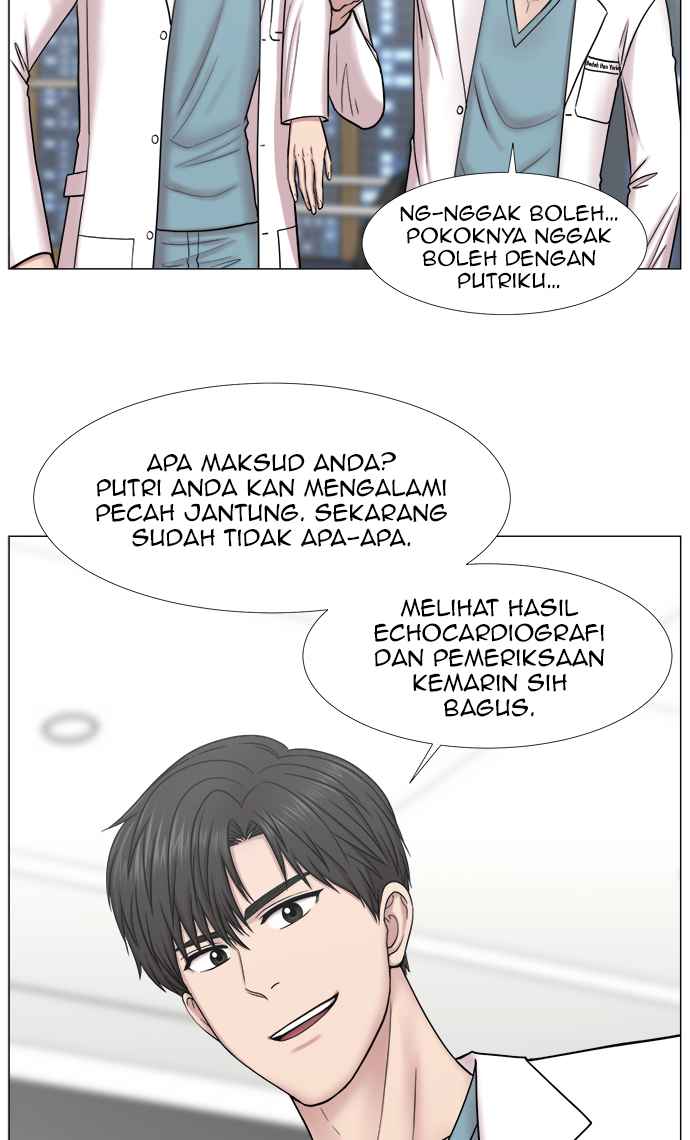 NG-NGGAK BOLEH...
POKOKNYA NGGAK
BOLEH DENGAN
PUTRIKU...
APA MAKSUD ANDA?
PUTRI ANDA KAN MENGALAMI
PECAH JANTUNG. SEKARANG
SUDAH TIDAK APA-APA.
MELIHAT HASIL
ECHOCARDIOGRAFI
DAN PEMERIKSAAN
KEMARIN SIH
BAGUS.